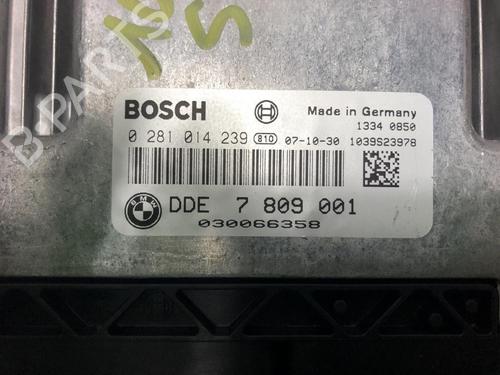 B-PARTS
BOSCH
Made in Germany
1334 0850
0 281 014 239 810 07-10-30 1039S23978
BMW
DDE 7 809 001
030066358